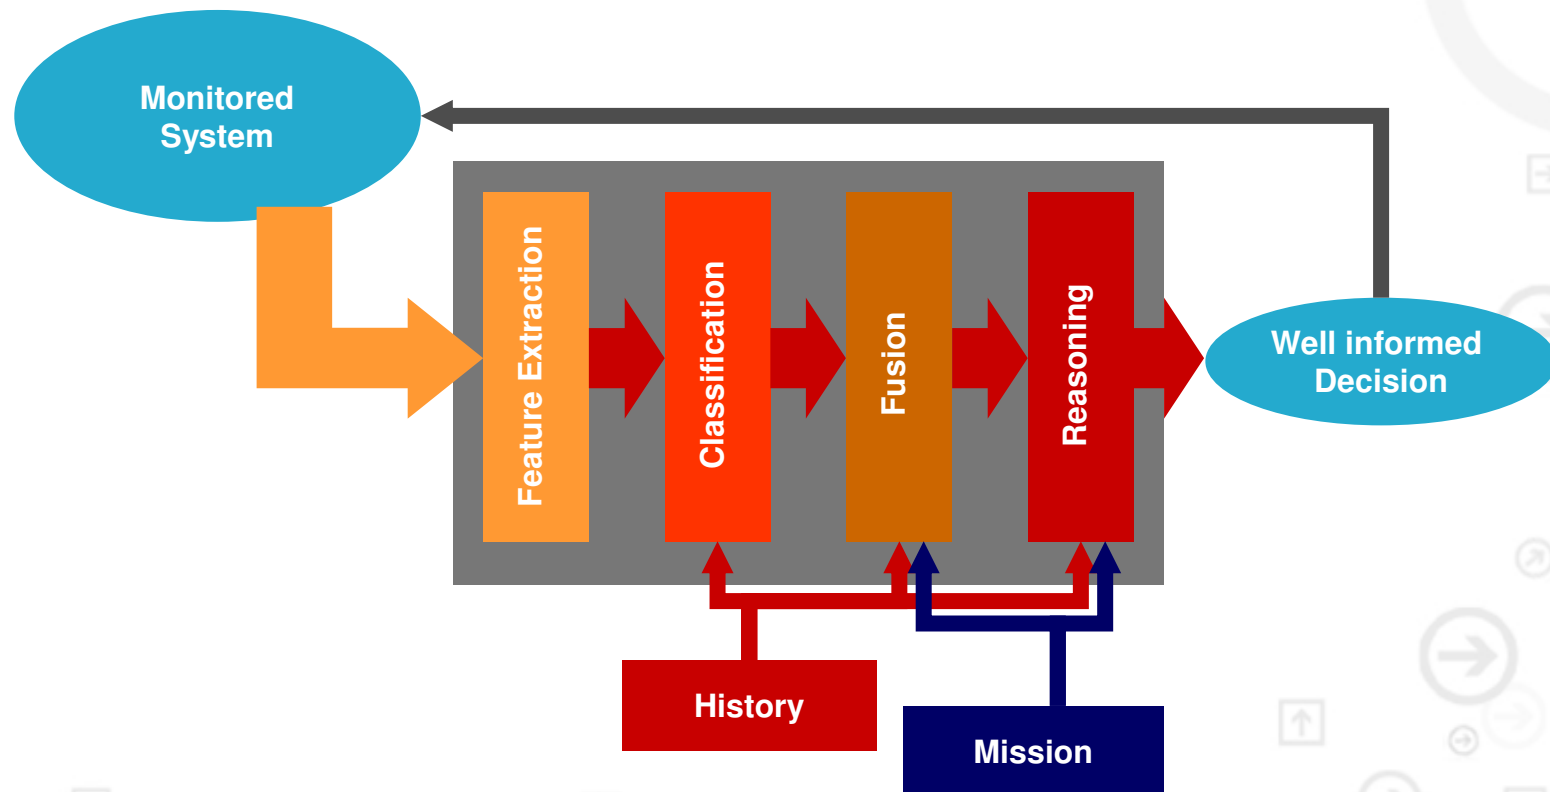 Monitored
System
Feature Extraction
Classification
Fusion
Reasoning
Well informed
Decision
History
Mission